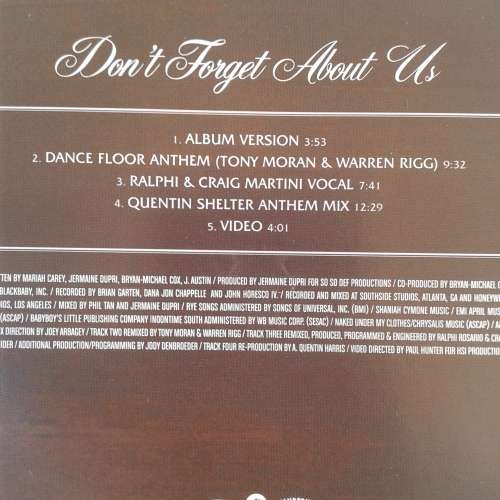 Don't Forget About Us
1. ALBUM VERSION 3:53
2. DANCE FLOOR ANTHEM (TONY MORAN & WARREN RIGG) 9:32
3. RALPHI & CRAIG MARTINI VOCAL 7:41
4. QUENTIN SHELTER ANTHEM MIX 12:29
5. VIDEO 4:01
TEN BY MARIAH CAREY, JERMAINE DUPRI, BRYAN-MICHAEL COX, J. AUSTIN / PRODUCED BY JERMAINE DUPRI FOR SO SO DEF PRODUCTIONS / CO-PRODUCED BY BRYAN-MICHAEL C
BLACKBABY, INC. / RECORDED BY BRIAN GARTEN, DANA JON CHAPPELLE AND JOHN HORESCO IV. / RECORDED AND MIXED AT SOUTHSIDE STUDIOS, ATLANTA, GA AND HONEYW
DIOS, LOS ANGELES / MIXED BY PHIL TAN AND JERMAINE DUPRI / RYE SONGS ADMINISTERED BY SONGS OF UNIVERSAL, INC. (BMI) / SHANIAH CYMONE MUSIC / EMI APRIL MUS
(ASCAP) / BABYBOY'S LITTLE PUBLISHING COMPANY INOONTIME SOUTH ADMINISTERED BY WB MUSIC CORP. (SESAC) / NAKED UNDER MY CLOTHES/CHRYSALIS MUSIC (ASCAP) / A
X DIRECTION BY JOEY ARBAGEY / TRACK TWO REMIXED BY TONY MORAN & WARREN RIGG / TRACK THREE REMIXED, PRODUCED, PROGRAMMED & ENGINEERED BY RALPHI ROSARIO & CR
IDER / ADDITIONAL PRODUCTION/PROGRAMMING BY JODY DENBROEDER / TRACK FOUR RE-PRODUCTION BY A. QUENTIN HARRIS / VIDEO DIRECTED BY PAUL HUNTER FOR HSI PRODUCTION